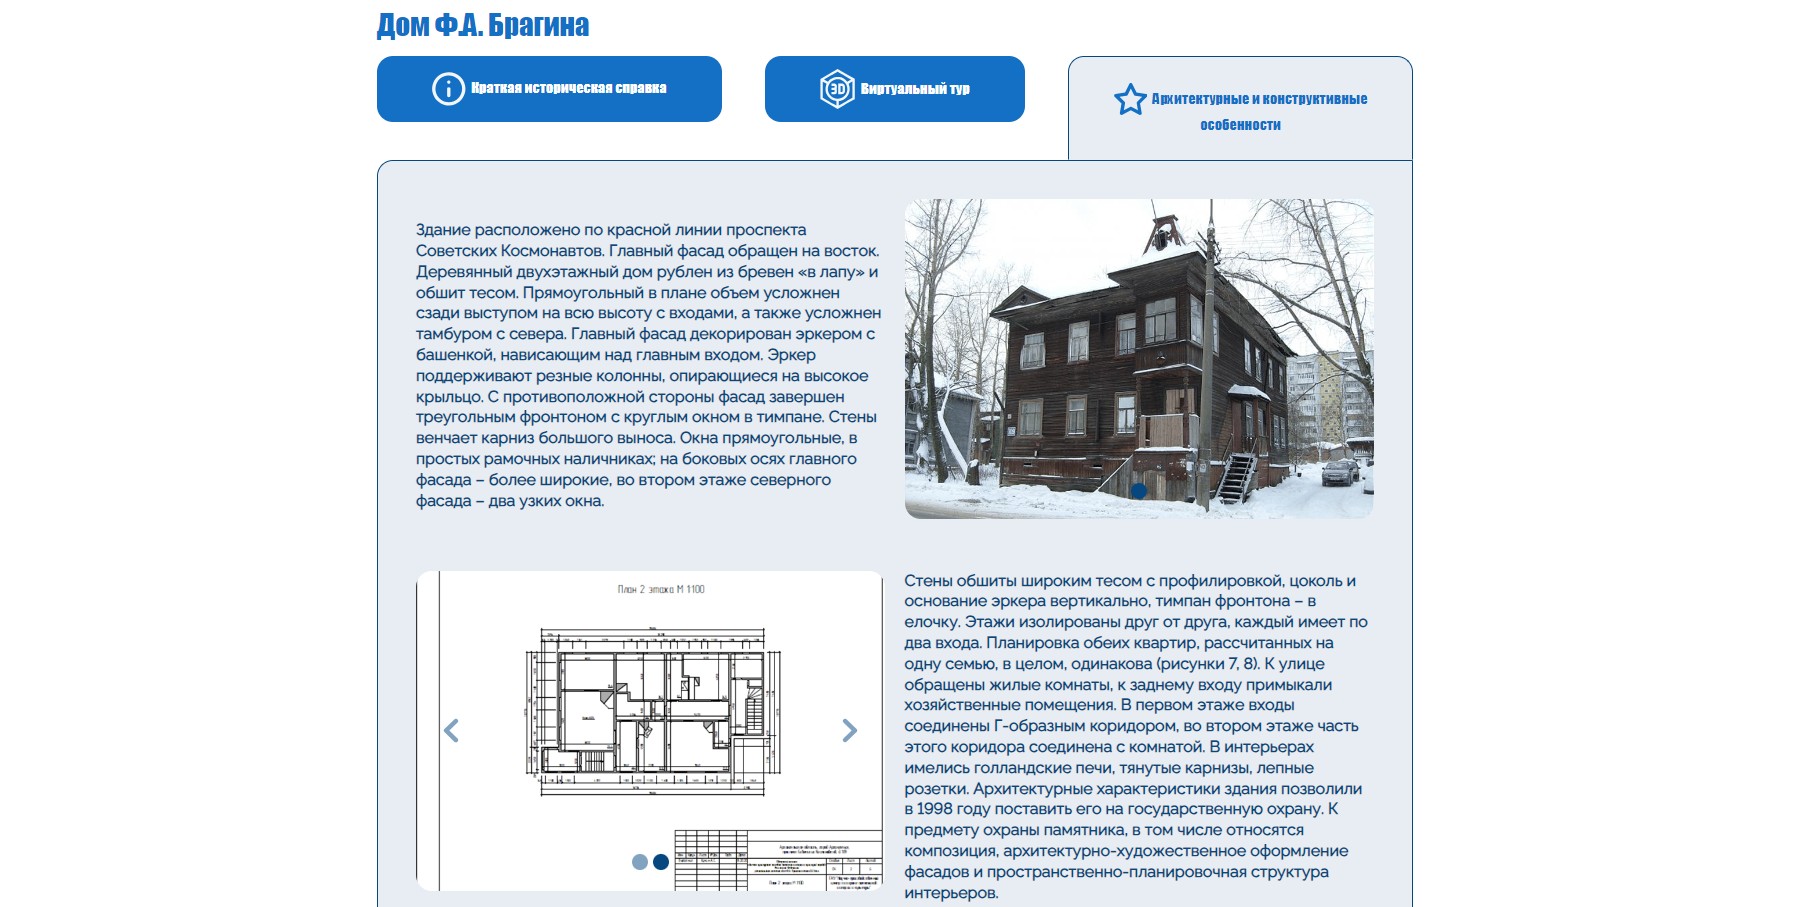 Дом Ф.А. Брагина
Краткая историческая справка
3D
Виртуальный тур
Архитектурные и конструктивные
особенности
Здание расположено по красной линии проспекта
Советских Космонавтов. Главный фасад обращен на восток.
Деревянный двухэтажный дом рублен из бревен «в лапу» и
обшит тесом. Прямоугольный в плане объем усложнен
сзади выступом на всю высоту с входами, а также усложнен
тамбуром с севера. Главный фасад декорирован эркером с
башенкой, нависающим над главным входом. Эркер
поддерживают резные колонны, опирающиеся на высокое
крыльцо. С противоположной стороны фасад завершен
треугольным фронтоном с круглым окном в тимпане. Стены
венчает карниз большого выноса. Окна прямоугольные, в
простых рамочных наличниках; на боковых осях главного
фасада – более широкие, во втором этаже северного
фасада – два узких окна.
План 2 этажа М 1:100
Стены обшиты широким тесом с профилировкой, цоколь и
основание эркера вертикально, тимпан фронтона – в
елочку. Этажи изолированы друг от друга, каждый имеет по
два входа. Планировка обеих квартир, рассчитанных на
одну семью, в целом, одинакова (рисунки 7, 8). К улице
обращены жилые комнаты, к заднему входу примыкали
хозяйственные помещения. В первом этаже входы
соединены Г-образным коридором, во втором этаже часть
этого коридора соединена с комнатой. В интерьерах
имелись голландские печи, тянутые карнизы, лепные
розетки. Архитектурные характеристики здания позволили
в 1998 году поставить его на государственную охрану. К
предмету охраны памятника, в том числе относятся
композиция, архитектурно-художественное оформление
фасадов и пространственно-планировочная структура
интерьеров.